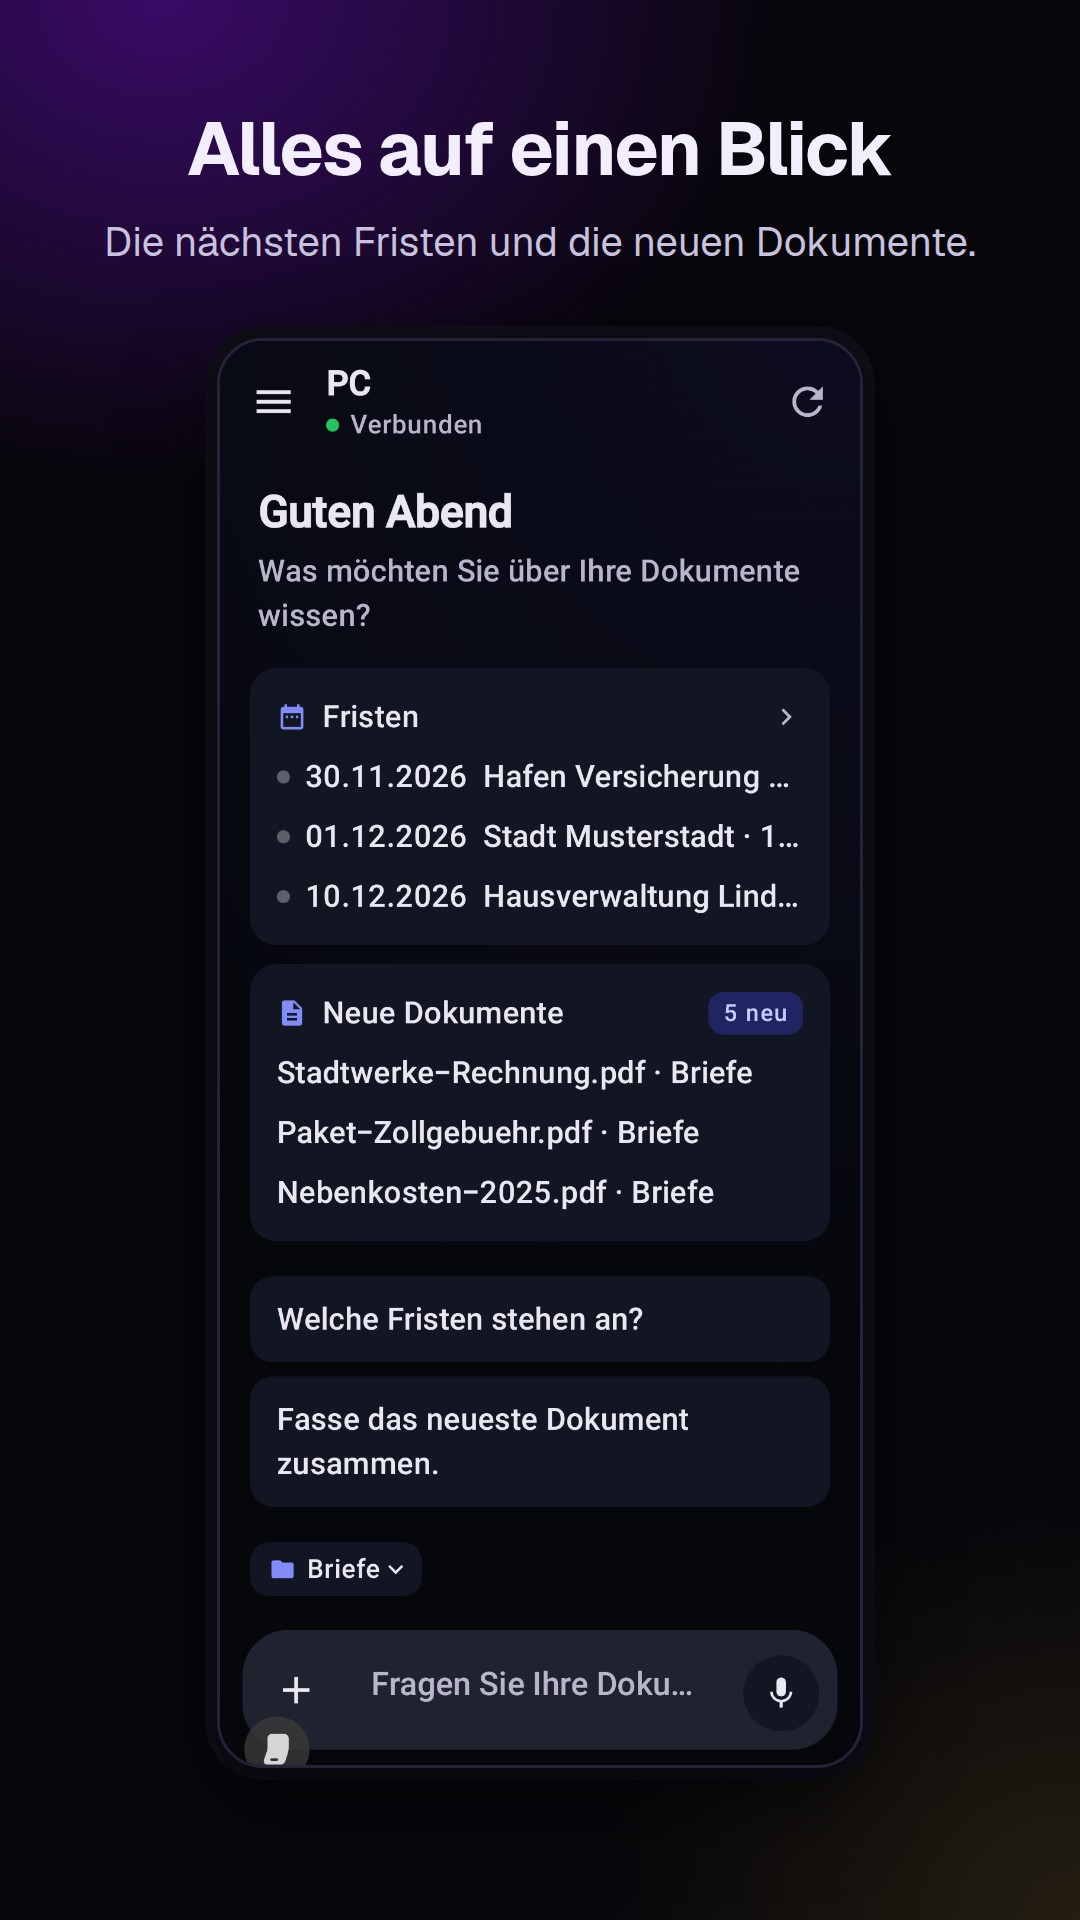 Alles auf einen Blick
Die nächsten Fristen und die neuen Dokumente.
PC
Verbunden
Guten Abend
Was möchten Sie über Ihre Dokumente
wissen?
Fristen
30.11.2026 Hafen Versicherung ...
01.12.2026 Stadt Musterstadt · 1...
10.12.2026 Hausverwaltung Lind...
Neue Dokumente
5 neu
Stadtwerke-Rechnung.pdf · Briefe
Paket-Zollgebuehr.pdf · Briefe
Nebenkosten-2025.pdf · Briefe
Welche Fristen stehen an?
Fasse das neueste Dokument
zusammen.
Briefe
Fragen Sie Ihre Doku...